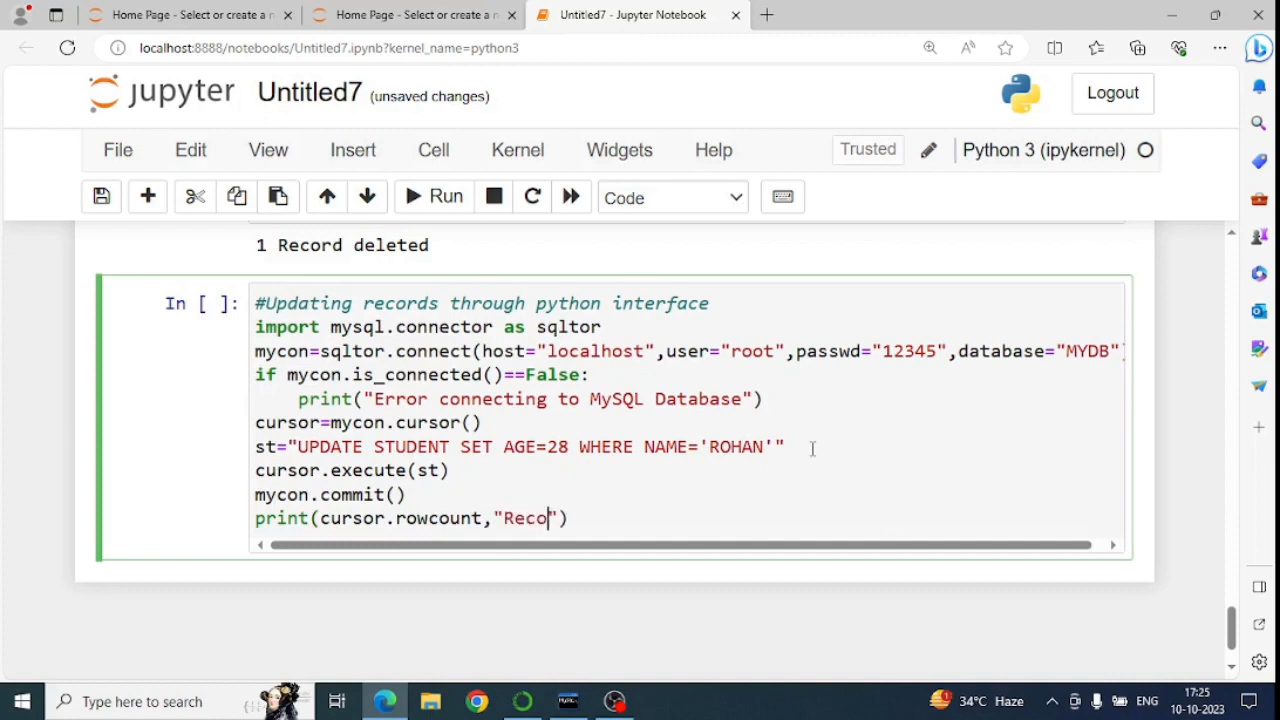 Home Page - Select or create a n
Home Page - Select or create a n
Untitled7 - Jupyter Notebook
localhost:8888/notebooks/Untitled7.ipynb?kernel_name=python3
jupyter Untitled7 (unsaved changes)
Logout
File Edit View Insert Cell Kernel Widgets Help Trusted Python 3 (ipykernel)
Run Code
1 Record deleted
In [ ]: #Updating records through python interface
import mysql.connector as sqltor
mycon=sqltor.connect(host="localhost",user="root",passwd="12345",database="MYDB")
if mycon.is_connected()==False:
    print("Error connecting to MySQL Database")
cursor=mycon.cursor()
st="UPDATE STUDENT SET AGE=28 WHERE NAME='ROHAN'"
cursor.execute(st)
mycon.commit()
print(cursor.rowcount,"Reco")
Type here to search
34°C Haze
ENG
17:25
10-10-2023